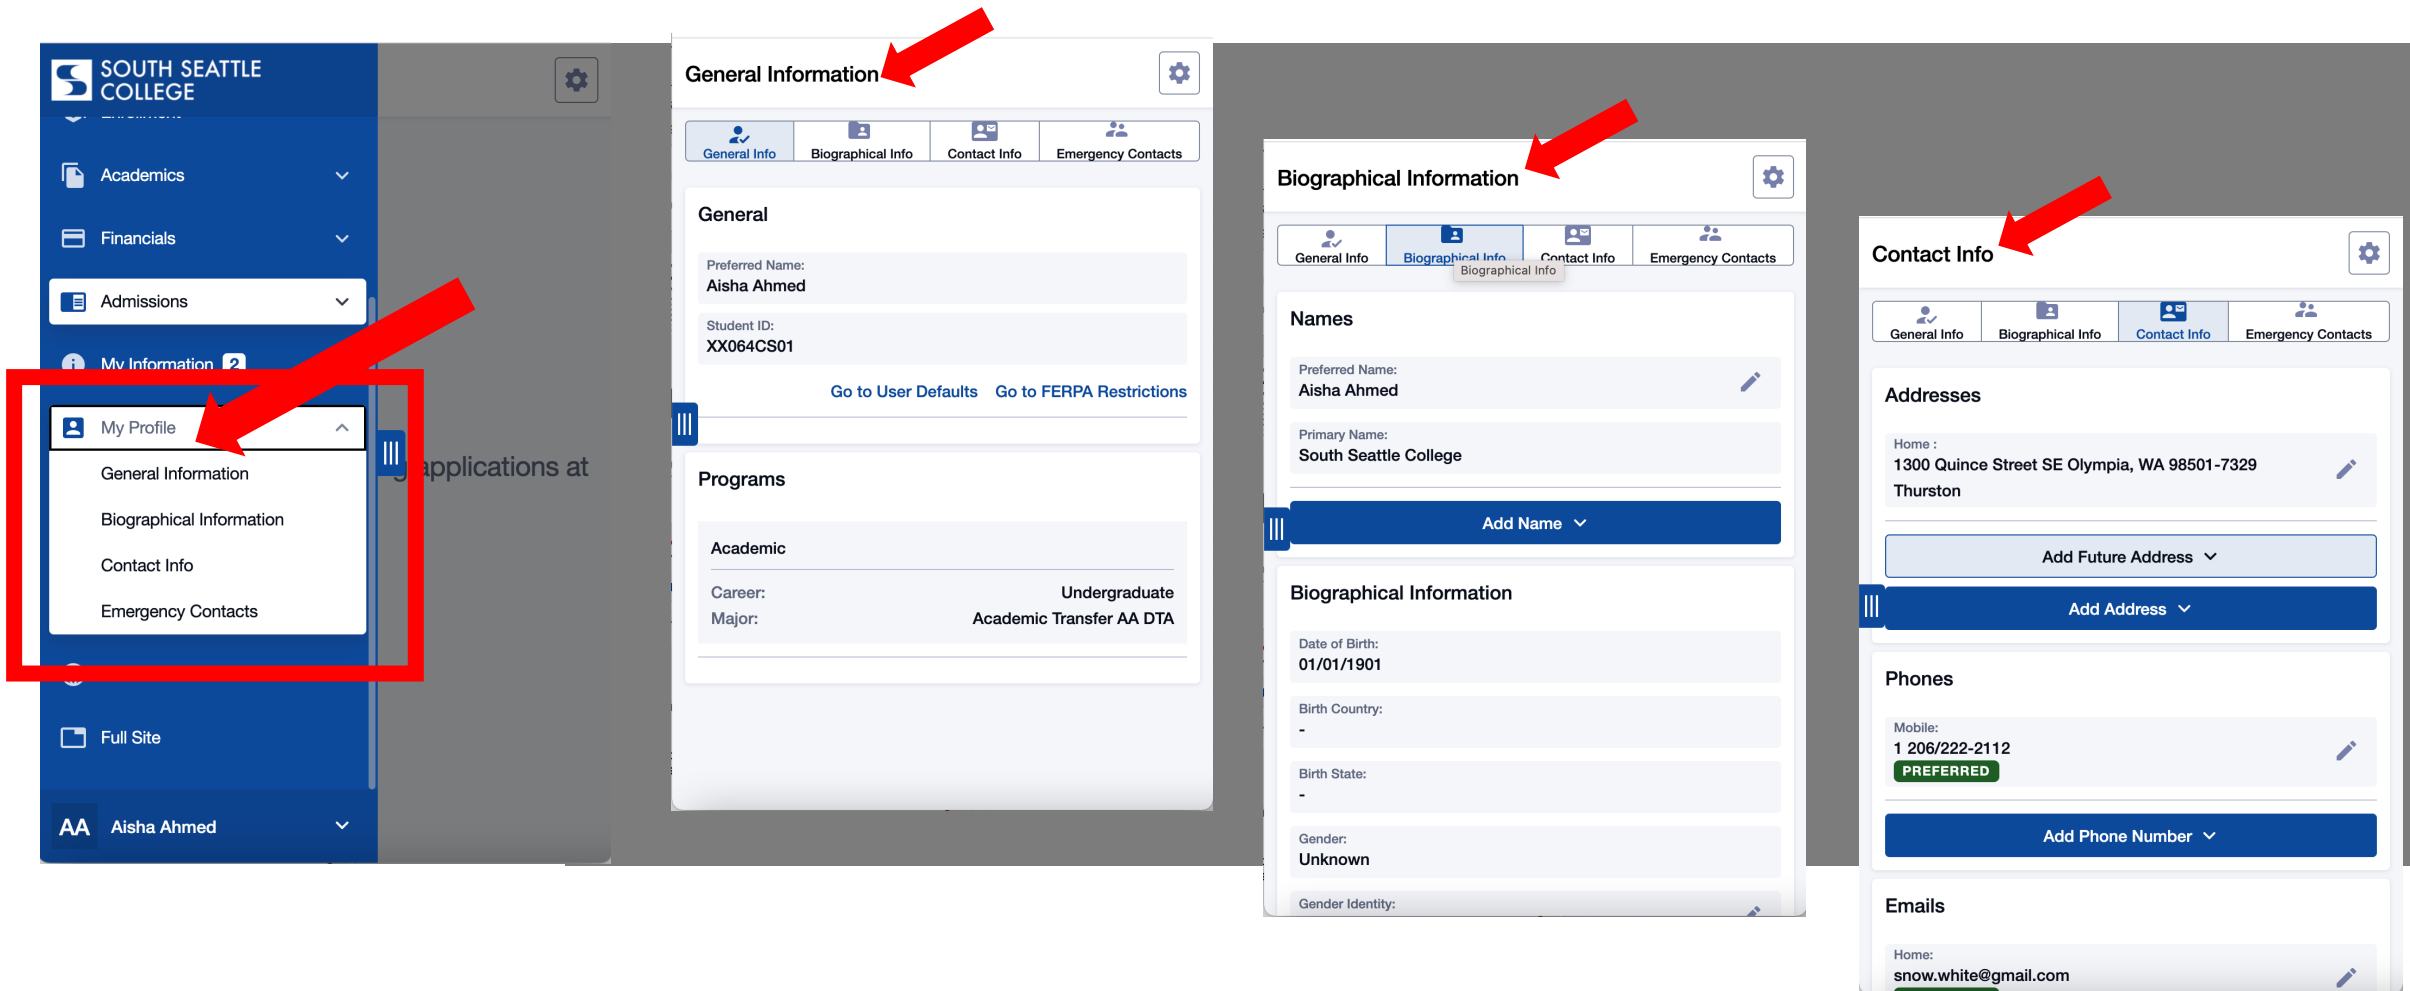 SOUTH SEATTLE
COLLEGE
Academics
Financials
Admissions
My Information 2
My Profile
General Information
Biographical Information
Contact Info
Emergency Contacts
Full Site
AA Aisha Ahmed
applications at
General Information
General Info
Biographical Info
Contact Info
Emergency Contacts
General
Preferred Name:
Aisha Ahmed
Student ID:
XX064CS01
Go to User Defaults Go to FERPA Restrictions
Programs
Academic
Career: Undergraduate
Major: Academic Transfer AA DTA
Biographical Information
General Info
Biographical Info
Contact Info
Emergency Contacts
Biographical Info
Names
Preferred Name:
Aisha Ahmed
Primary Name:
South Seattle College
Add Name
Biographical Information
Date of Birth:
01/01/1901
Birth Country:
-
Birth State:
-
Gender:
Unknown
Gender Identity:
Contact Info
General Info
Biographical Info
Contact Info
Emergency Contacts
Addresses
Home :
1300 Quince Street SE Olympia, WA 98501-7329
Thurston
Add Future Address
Add Address
Phones
Mobile:
1 206/222-2112
PREFERRED
Add Phone Number
Emails
Home:
snow.white@gmail.com